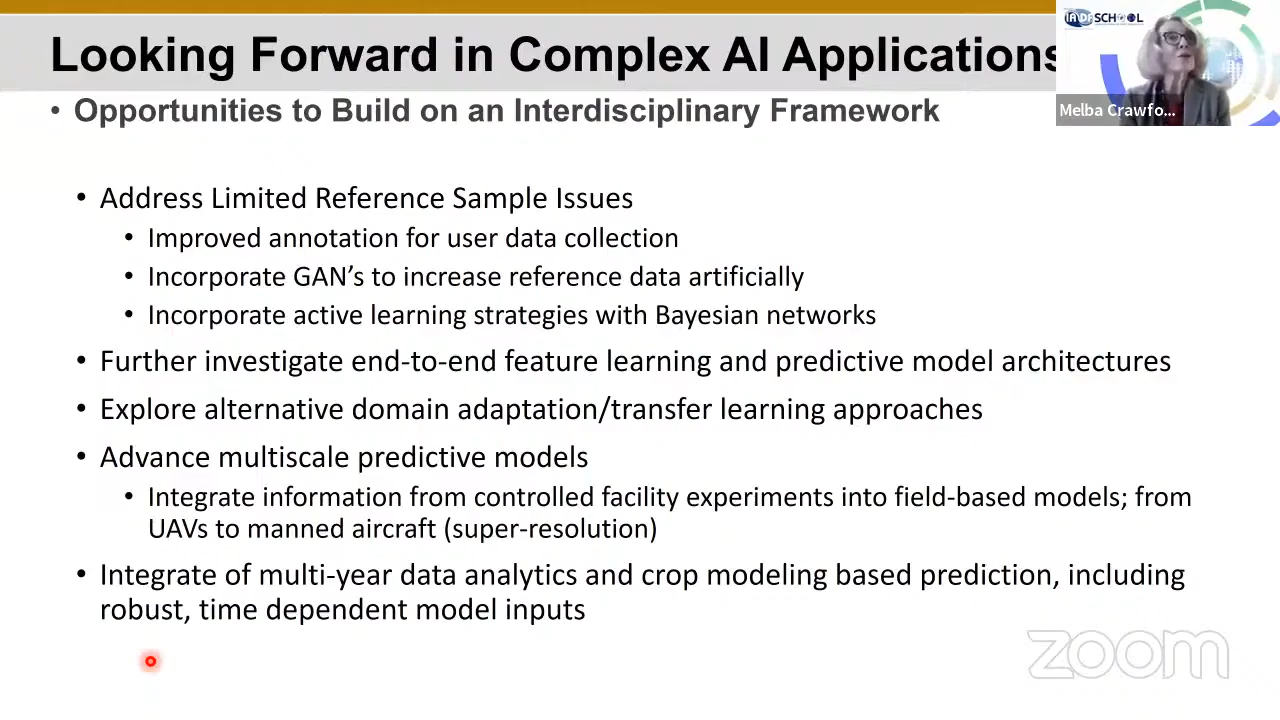 Looking Forward in Complex AI Applications
• Opportunities to Build on an Interdisciplinary Framework
IADF SCHOOL
Melba Crawfo...
• Address Limited Reference Sample Issues
• Improved annotation for user data collection
• Incorporate GAN's to increase reference data artificially
• Incorporate active learning strategies with Bayesian networks
• Further investigate end-to-end feature learning and predictive model architectures
• Explore alternative domain adaptation/transfer learning approaches
• Advance multiscale predictive models
• Integrate information from controlled facility experiments into field-based models; from
UAVs to manned aircraft (super-resolution)
• Integrate of multi-year data analytics and crop modeling based prediction, including
robust, time dependent model inputs
zoom